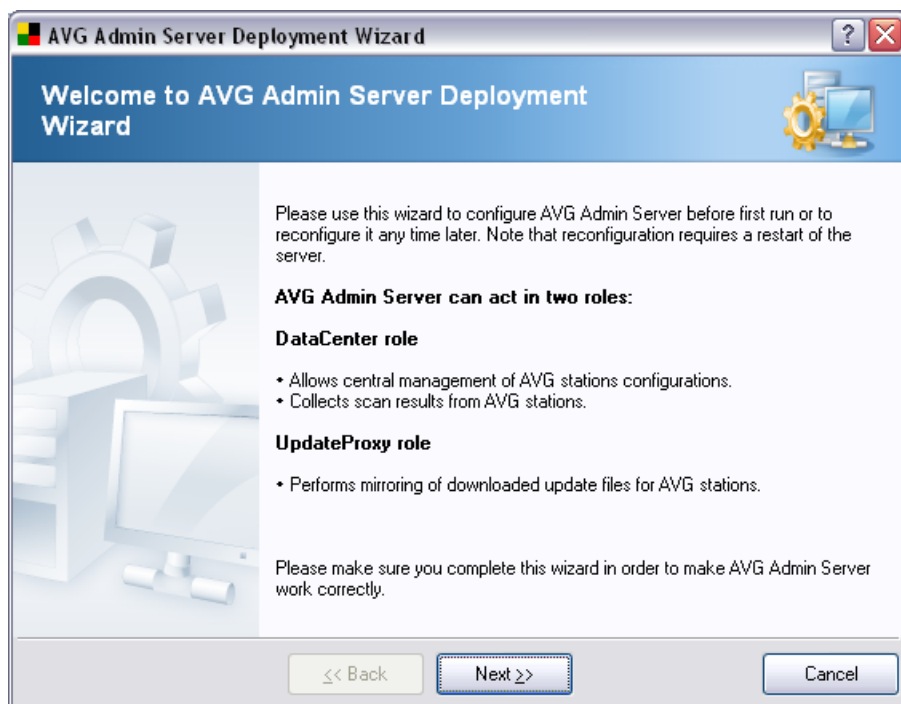 AVG Admin Server Deployment Wizard
?
Welcome to AVG Admin Server Deployment
Wizard
Please use this wizard to configure AVG Admin Server before first run or to
reconfigure it any time later. Note that reconfiguration requires a restart of the
server.
AVG Admin Server can act in two roles:
DataCenter role
• Allows central management of AVG stations configurations.
• Collects scan results from AVG stations.
UpdateProxy role
• Performs mirroring of downloaded update files for AVG stations.
Please make sure you complete this wizard in order to make AVG Admin Server
work correctly.
<< Back
Next >>
Cancel